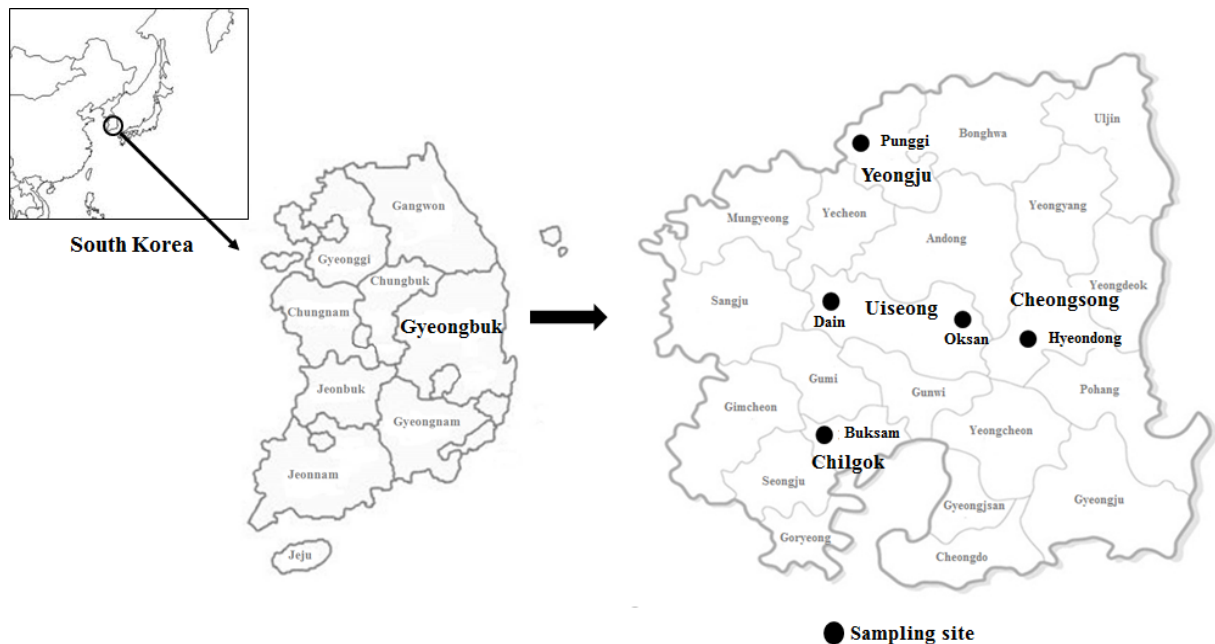 South Korea
Gangwon
Gyeonggi
Chungbuk
Chungnam
Gyeongbuk
Jeonbuk
Gyeongnam
Jeonnam
Jeju
Uljin
Punggi
Bonghwa
Yeongju
Mungyeong
Yecheon
Yeongyang
Andong
Sangju
Yeongdeok
Cheongsong
Uiseong
Dain
Oksan
Hyeondong
Gumi
Gunwi
Pohang
Gimcheon
Buksam
Yeongcheon
Chilgok
Seongju
Gyeongjsan
Gyeongju
Goryeong
Cheongdo
Sampling site